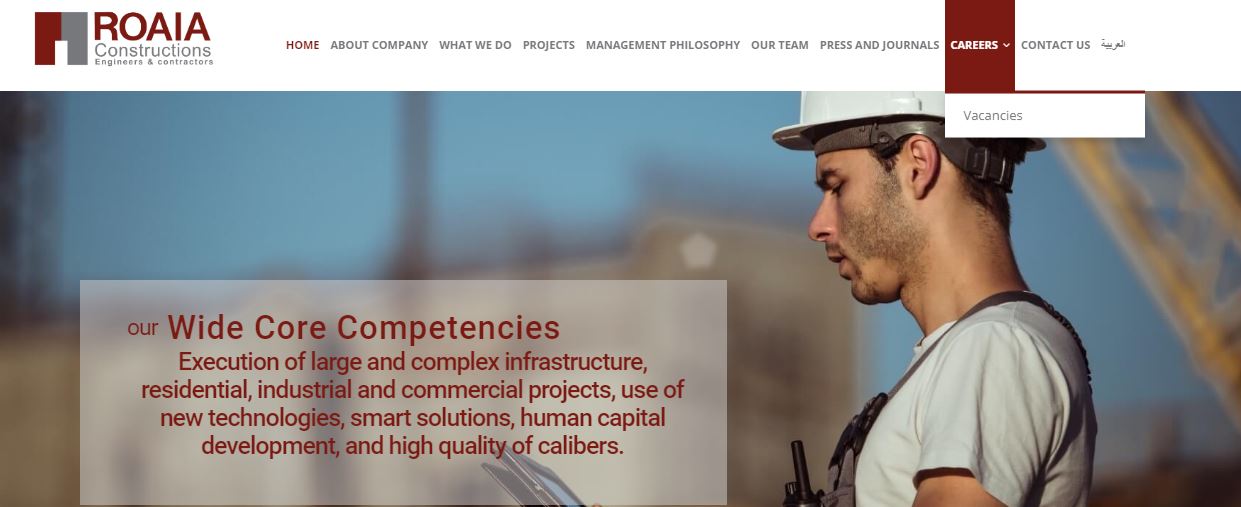 ROAIA
Constructions
Engineers & contractors
HOME ABOUT COMPANY WHAT WE DO PROJECTS MANAGEMENT PHILOSOPHY OUR TEAM PRESS AND JOURNALS CAREERS CONTACT US العربية
Vacancies
our Wide Core Competencies
Execution of large and complex infrastructure,
residential, industrial and commercial projects, use of
new technologies, smart solutions, human capital
development, and high quality of calibers.